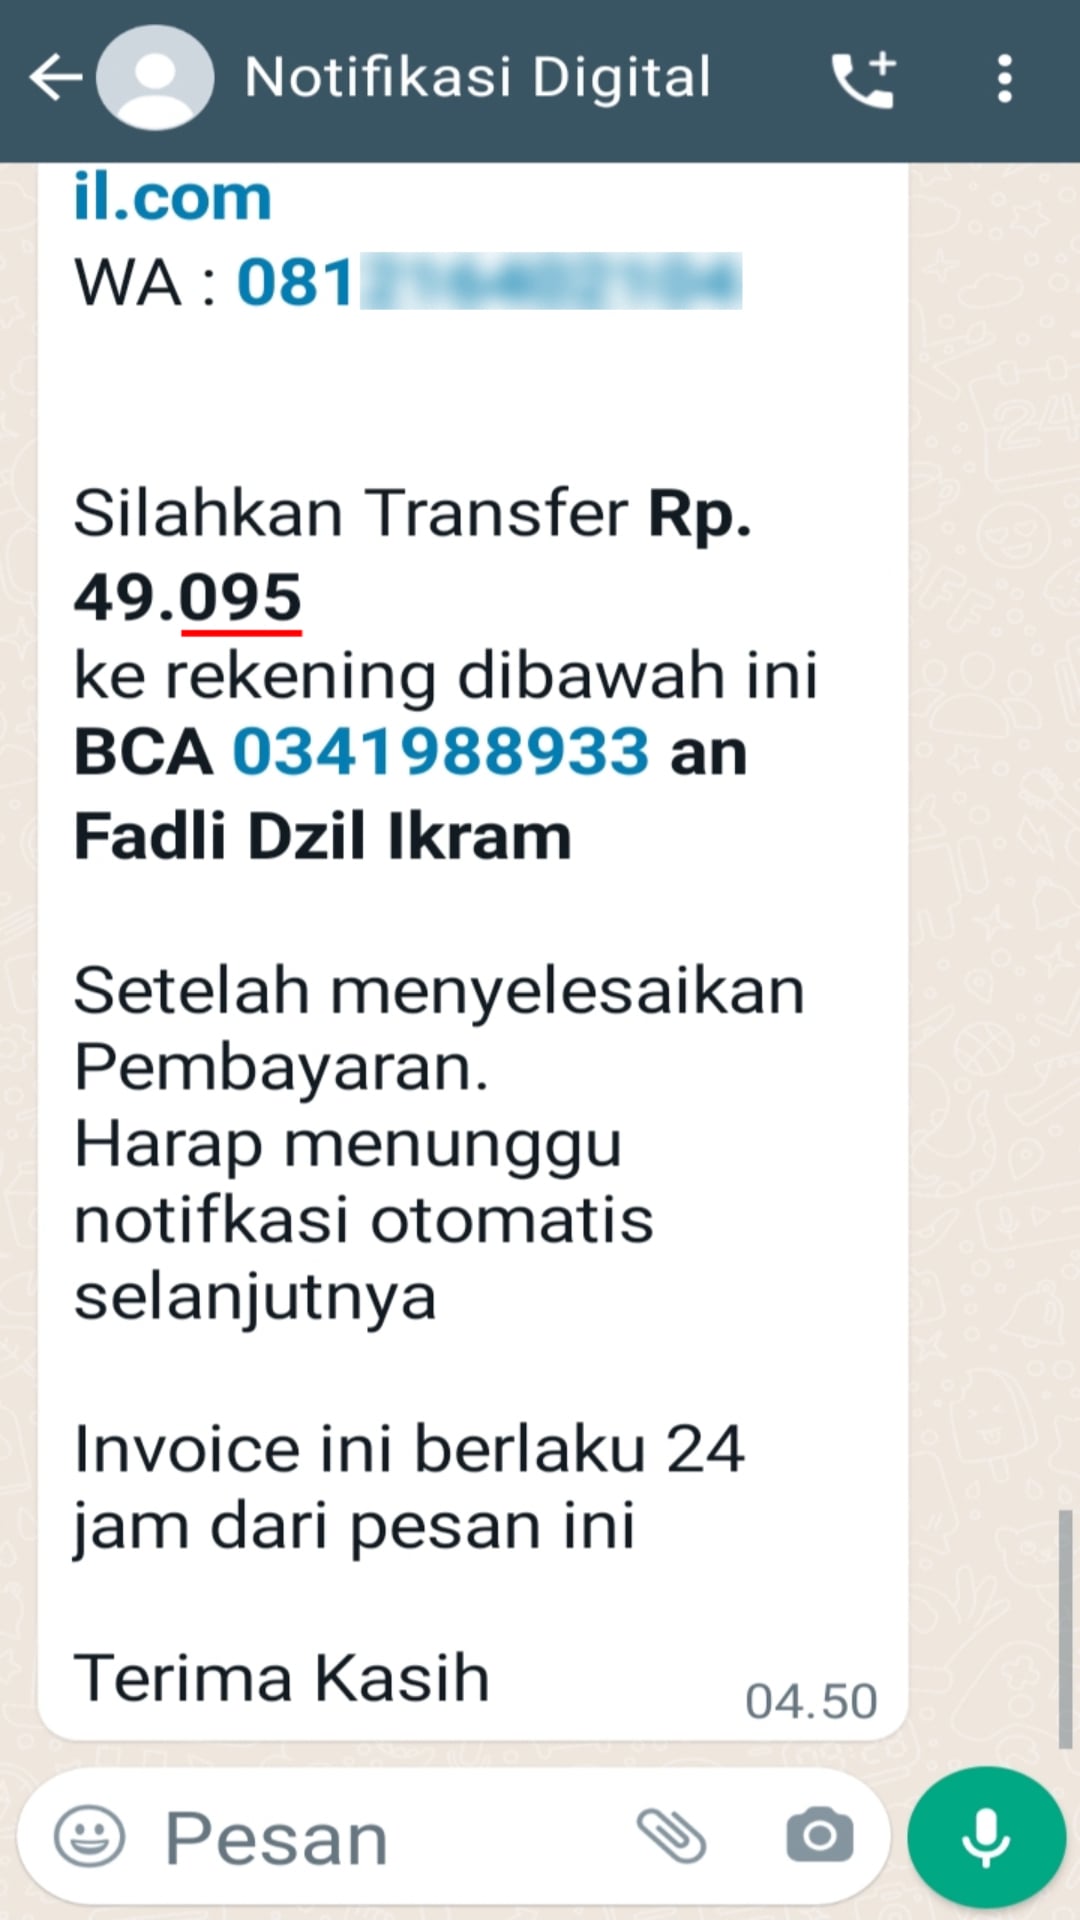 Notifikasi Digital
il.com
WA : 081
Silahkan Transfer Rp.
49.095
ke rekening dibawah ini
BCA 0341988933 an
Fadli Dzil Ikram
Setelah menyelesaikan
Pembayaran.
Harap menunggu
notifkasi otomatis
selanjutnya
Invoice ini berlaku 24
jam dari pesan ini
Terima Kasih
04.50
Pesan